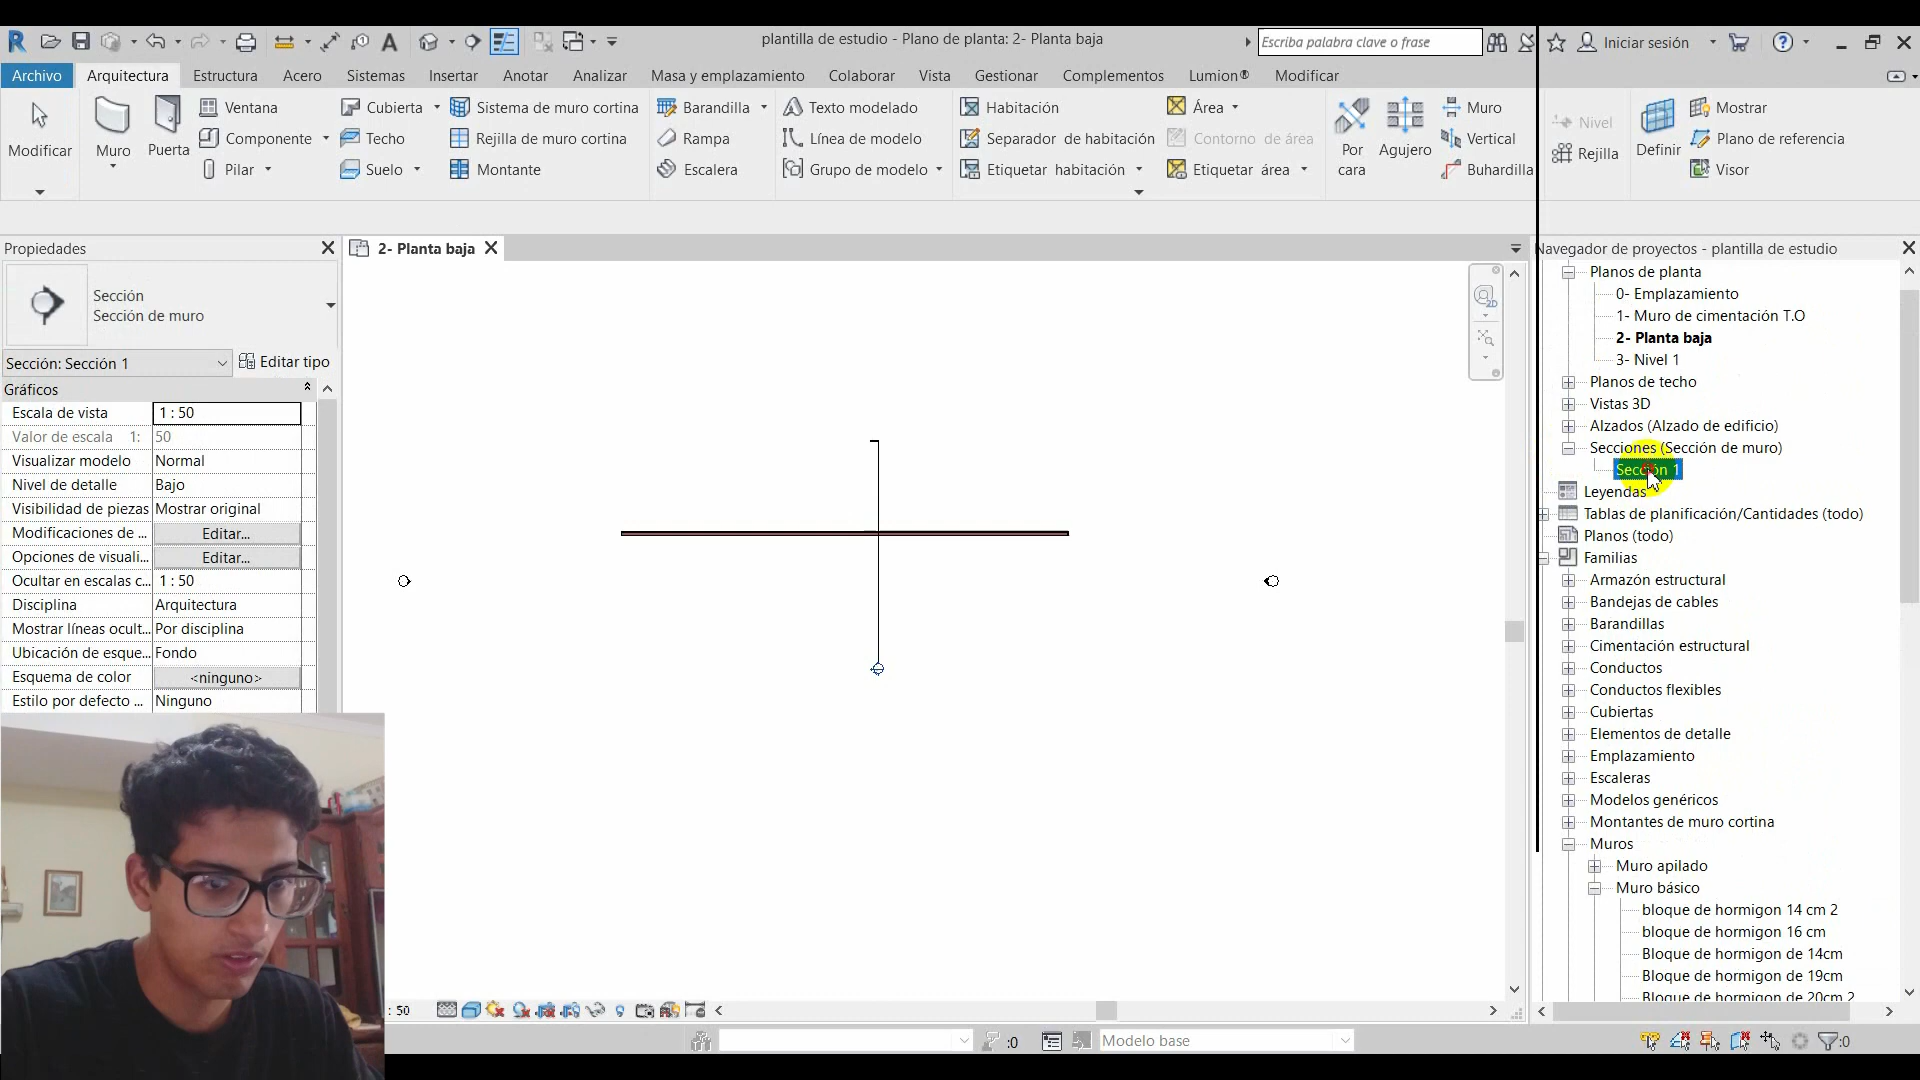 plantilla de estudio - Plano de planta: 2- Planta baja
Escriba palabra clave o frase
Iniciar sesión
Archivo Arquitectura Estructura Acero Sistemas Insertar Anotar Analizar Masa y emplazamiento Colaborar Vista Gestionar Complementos Lumion® Modificar
Modificar
Muro
Puerta
Ventana
Componente
Pilar
Cubierta
Techo
Suelo
Sistema de muro cortina
Rejilla de muro cortina
Montante
Barandilla
Rampa
Escalera
Texto modelado
Línea de modelo
Grupo de modelo
Habitación
Separador de habitación
Etiquetar habitación
Área
Contorno de área
Etiquetar área
Por
cara
Agujero
Muro
Vertical
Buhardilla
Nivel
Rejilla
Definir
Mostrar
Plano de referencia
Visor
Propiedades
Sección
Sección de muro
Sección: Sección 1
Editar tipo
Gráficos
Escala de vista 1 : 50
Valor de escala 1: 50
Visualizar modelo Normal
Nivel de detalle Bajo
Visibilidad de piezas Mostrar original
Modificaciones de ... Editar...
Opciones de visuali... Editar...
Ocultar en escalas c... 1 : 50
Disciplina Arquitectura
Mostrar líneas ocult... Por disciplina
Ubicación de esque... Fondo
Esquema de color <ninguno>
Estilo por defecto ... Ninguno
2- Planta baja
2D
: 50
:0
Modelo base
:0
Navegador de proyectos - plantilla de estudio
Planos de planta
0- Emplazamiento
1- Muro de cimentación T.O
2- Planta baja
3- Nivel 1
Planos de techo
Vistas 3D
Alzados (Alzado de edificio)
Secciones (Sección de muro)
Sección 1
Leyendas
Tablas de planificación/Cantidades (todo)
Planos (todo)
Familias
Armazón estructural
Bandejas de cables
Barandillas
Cimentación estructural
Conductos
Conductos flexibles
Cubiertas
Elementos de detalle
Emplazamiento
Escaleras
Modelos genéricos
Montantes de muro cortina
Muros
Muro apilado
Muro básico
bloque de hormigon 14 cm 2
bloque de hormigon 16 cm
Bloque de hormigon de 14cm
Bloque de hormigon de 19cm
Bloque de hormigon de 20cm 2